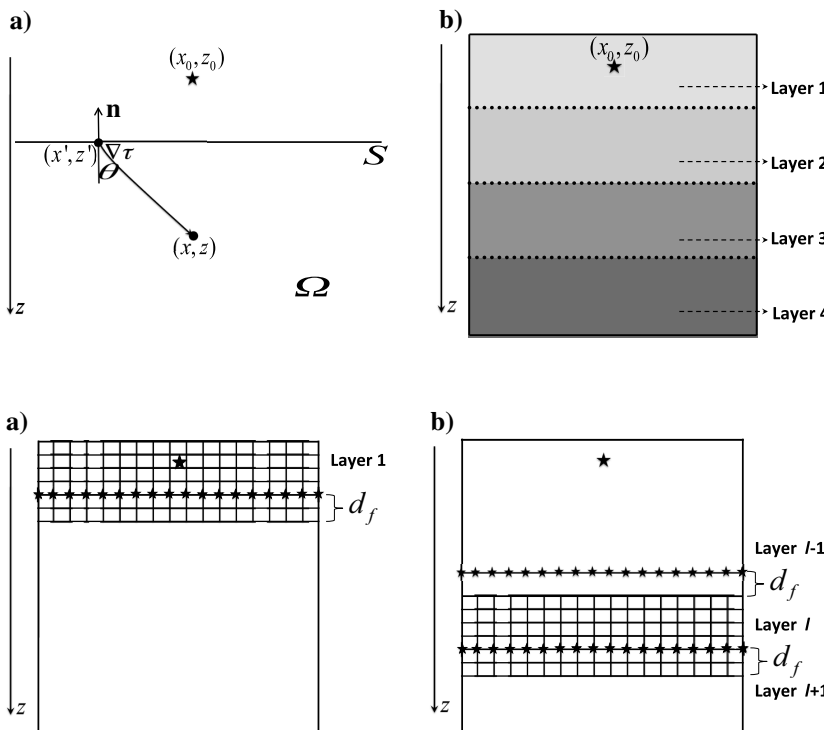 a)
(x₀, z₀)
n
(x', z')
∇τ
θ
S
(x, z)
Ω
z
b)
(x₀, z₀)
Layer 1
Layer 2
Layer 3
Layer 4
z
a)
Layer 1
d_f
z
b)
Layer l-1
d_f
Layer l
d_f
Layer l+1
z